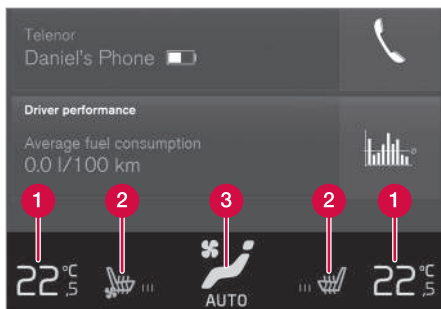 Telenor
Daniel's Phone
Driver performance
Average fuel consumption
0.0 l/100 km
1 2 3 2 1
22°C,5 22°C,5
AUTO